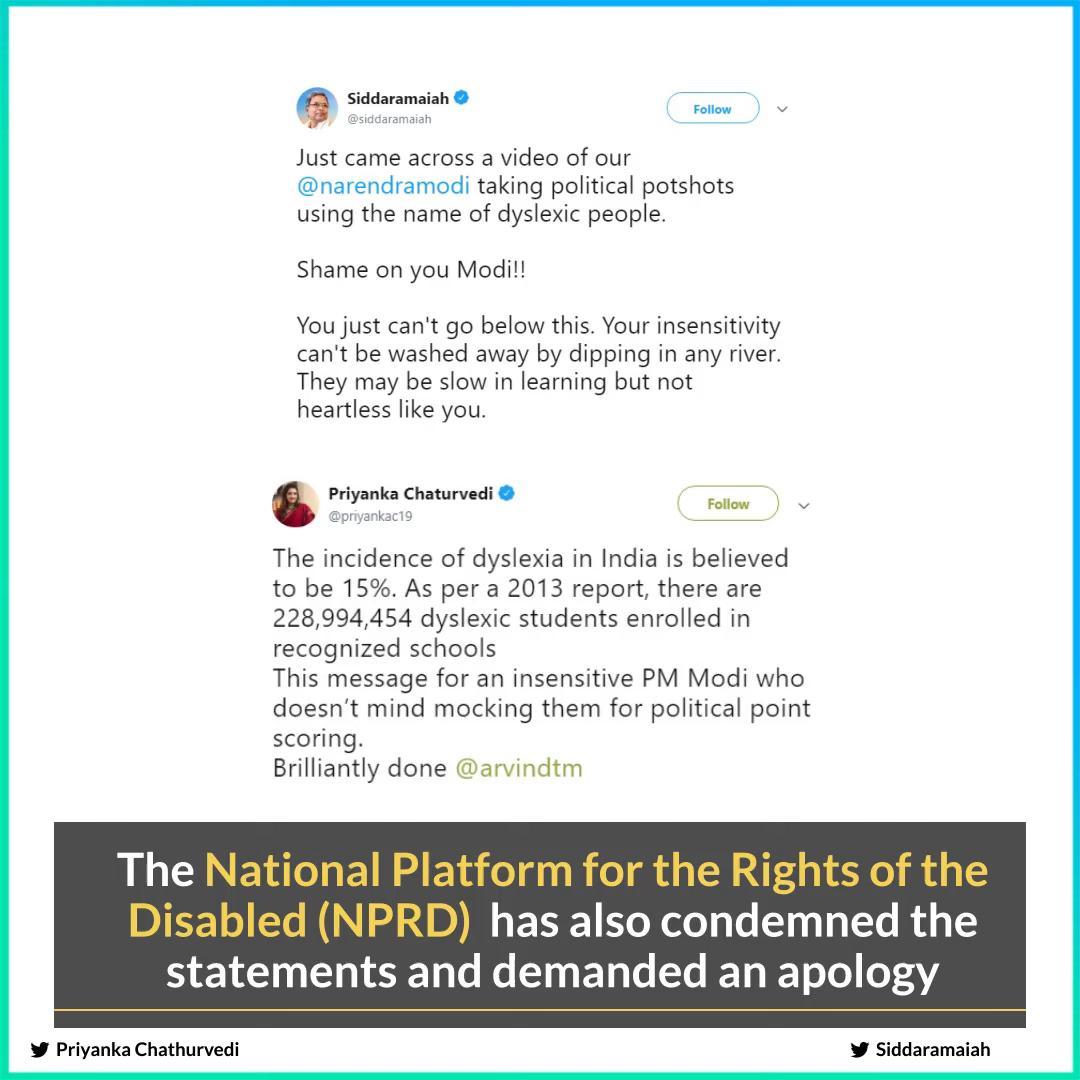 Siddaramaiah
@siddaramaiah
Follow
Just came across a video of our
@narendramodi taking political potshots
using the name of dyslexic people.
Shame on you Modi!!
You just can't go below this. Your insensitivity
can't be washed away by dipping in any river.
They may be slow in learning but not
heartless like you.
Priyanka Chaturvedi
@priyankac19
Follow
The incidence of dyslexia in India is believed
to be 15%. As per a 2013 report, there are
228,994,454 dyslexic students enrolled in
recognized schools
This message for an insensitive PM Modi who
doesn’t mind mocking them for political point
scoring.
Brilliantly done @arvindtm
The National Platform for the Rights of the
Disabled (NPRD) has also condemned the
statements and demanded an apology
Priyanka Chathurvedi
Siddaramaiah